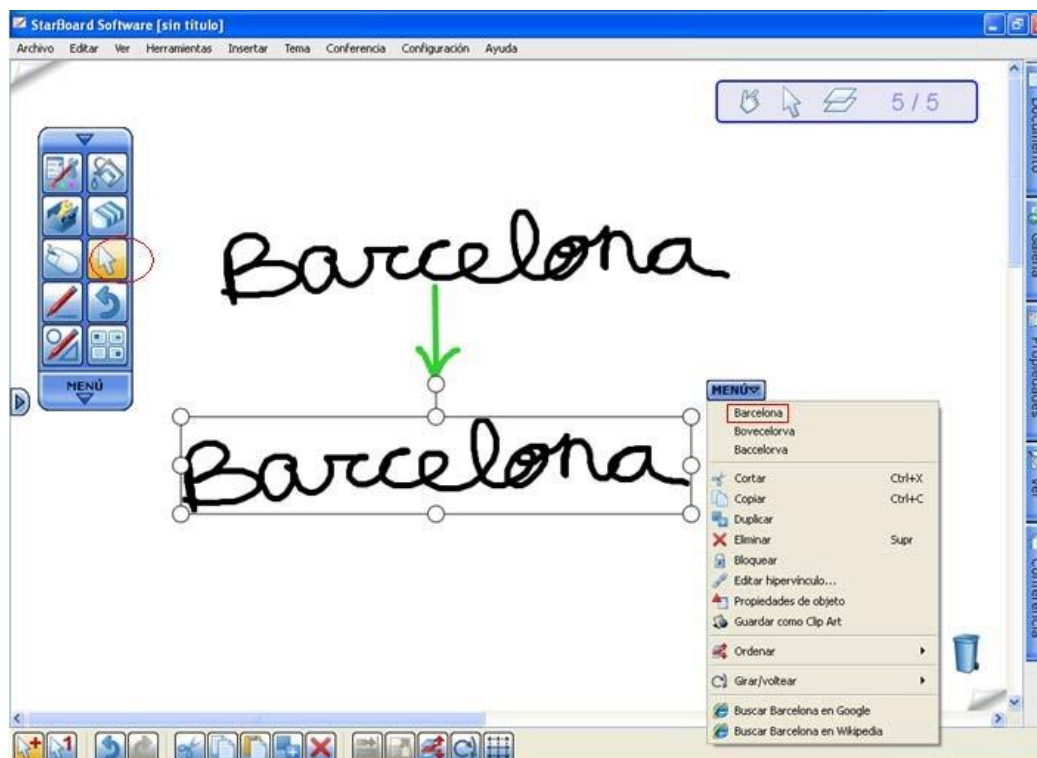 StarBoard Software [sin título]
Archivo Editar Ver Herramientas Insertar Tema Conferencia Configuración Ayuda
5 / 5
Documento
Galería
Propiedades
Ver
Conferencia
MENÚ
Barcelona
Barcelona
MENÚ
Barcelona
Bovecelorva
Baccelorva
Cortar Ctrl+X
Copiar Ctrl+C
Duplicar
Eliminar Supr
Bloquear
Editar hipervínculo...
Propiedades de objeto
Guardar como Clip Art
Ordenar
Girar/voltear
Buscar Barcelona en Google
Buscar Barcelona en Wikipedia
1